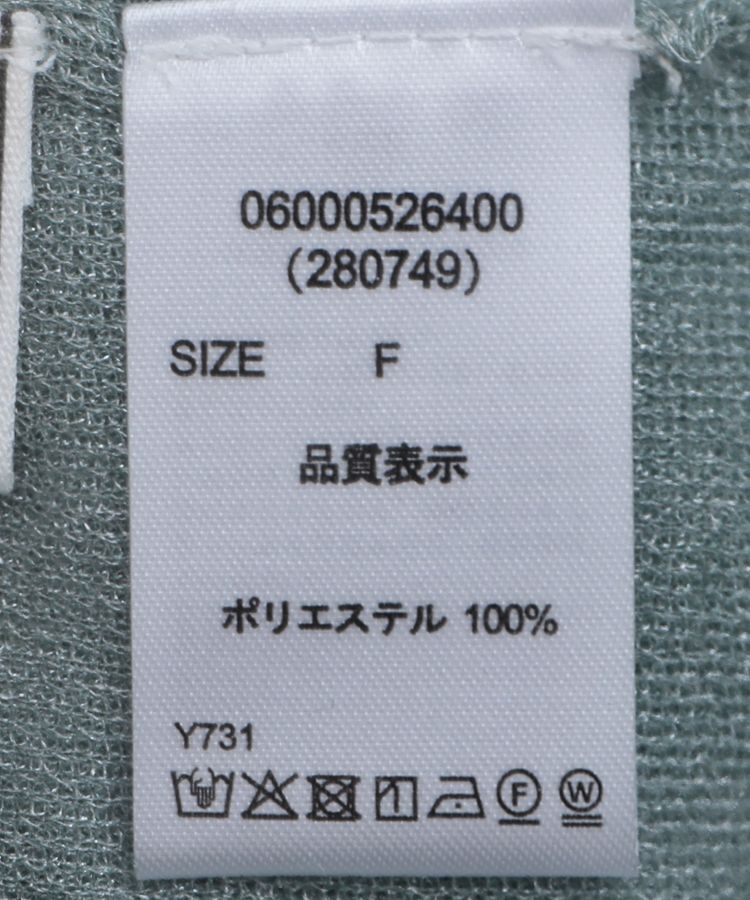 06000526400
（280749）
SIZE F
品質表示
ポリエステル 100%
Y731
F W